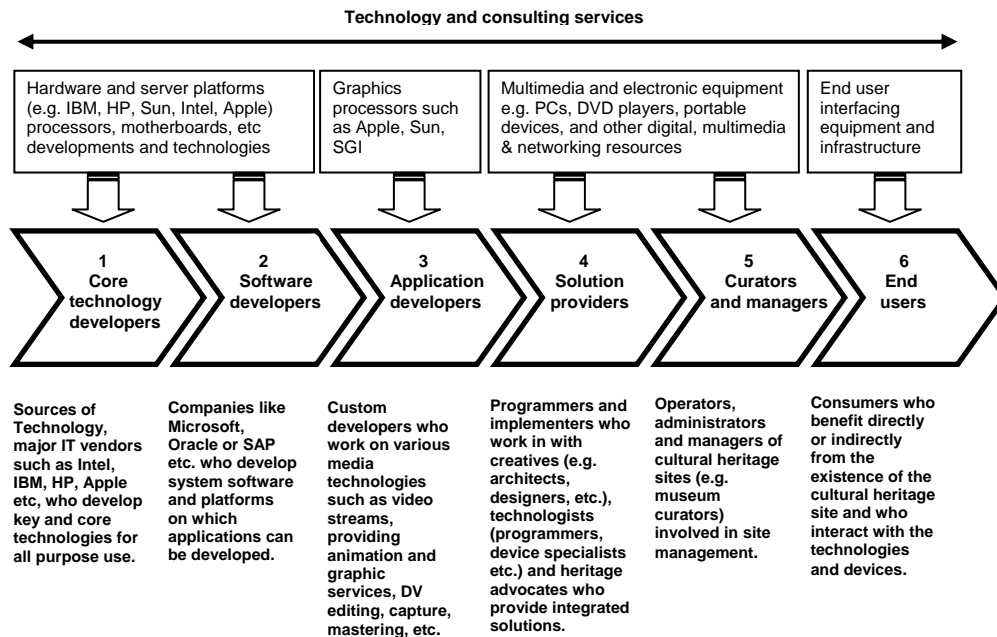 Technology and consulting services
Hardware and server platforms
(e.g. IBM, HP, Sun, Intel, Apple)
processors, motherboards, etc
developments and technologies
Graphics
processors such
as Apple, Sun,
SGI
Multimedia and electronic equipment
e.g. PCs, DVD players, portable
devices, and other digital, multimedia
& networking resources
End user
interfacing
equipment and
infrastructure
1
Core
technology
developers
2
Software
developers
3
Application
developers
4
Solution
providers
5
Curators
and managers
6
End
users
Sources of
Technology,
major IT vendors
such as Intel,
IBM, HP, Apple
etc, who develop
key and core
technologies for
all purpose use.
Companies like
Microsoft,
Oracle or SAP
etc. who develop
system software
and platforms
on which
applications can
be developed.
Custom
developers who
work on various
media
technologies
such as video
streams,
providing
animation and
graphic
services, DV
editing, capture,
mastering, etc.
Programmers and
implementers who
work in with
creatives (e.g.
architects,
designers, etc.),
technologists
(programmers,
device specialists
etc.) and heritage
advocates who
provide integrated
solutions.
Operators,
administrators
and managers of
cultural heritage
sites (e.g.
museum
curators)
involved in site
management.
Consumers who
benefit directly
or indirectly
from the
existence of the
cultural heritage
site and who
interact with the
technologies
and devices.